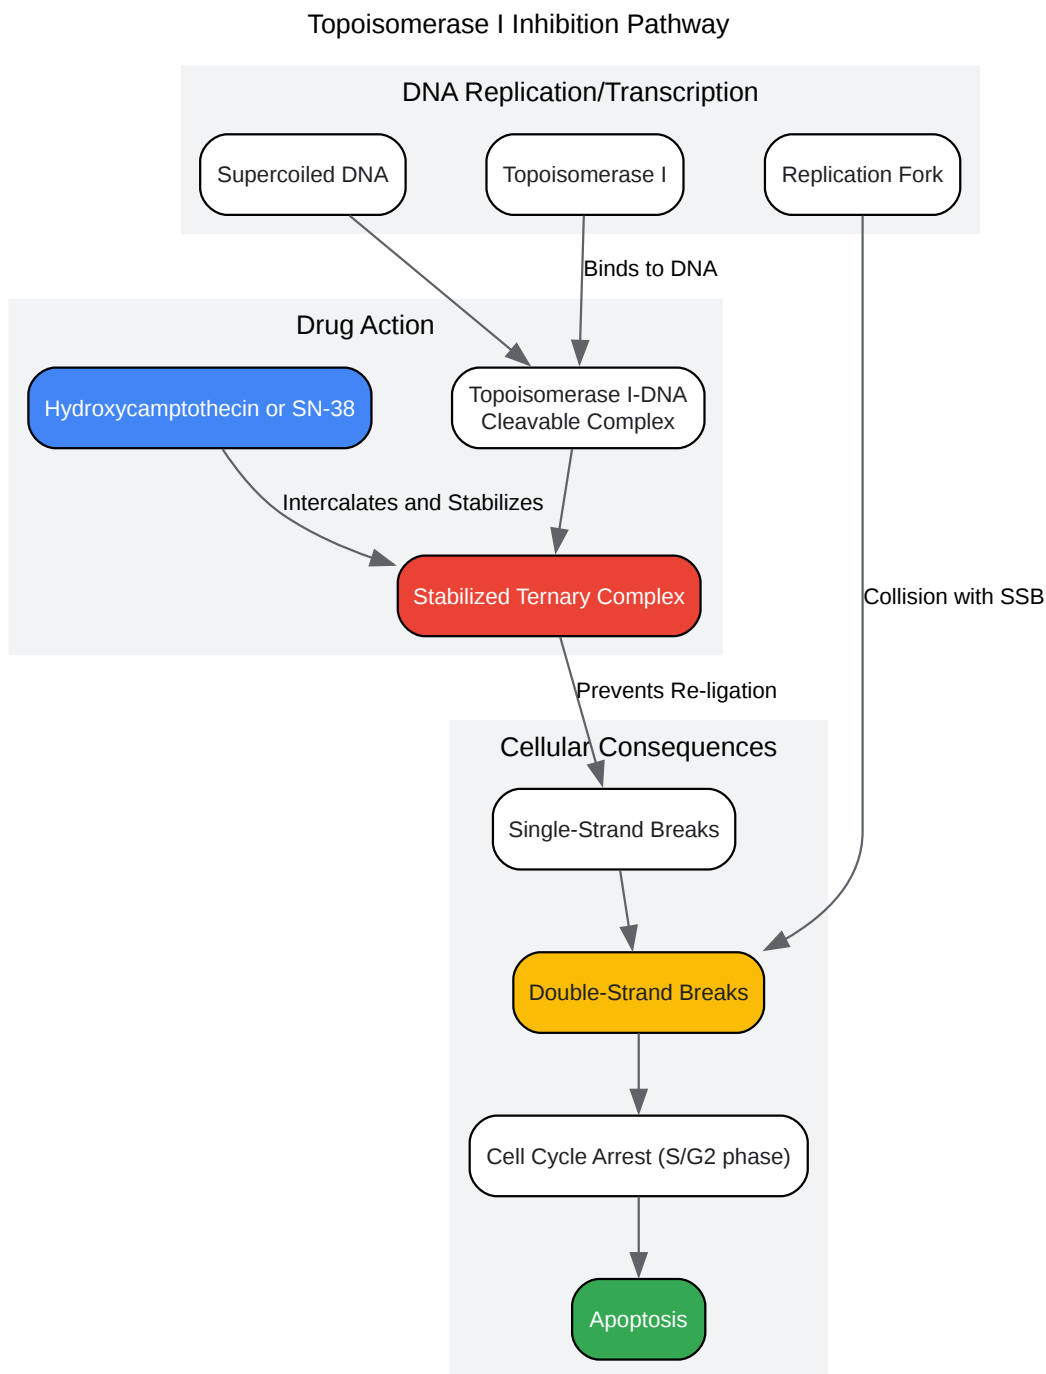 Topoisomerase I Inhibition Pathway
DNA Replication/Transcription
Supercoiled DNA
Topoisomerase I
Replication Fork
Binds to DNA
Drug Action
Hydroxycamptothecin or SN-38
Topoisomerase I-DNA
Cleavable Complex
Intercalates and Stabilizes
Stabilized Ternary Complex
Collision with SSB
Prevents Re-ligation
Cellular Consequences
Single-Strand Breaks
Double-Strand Breaks
Cell Cycle Arrest (S/G2 phase)
Apoptosis